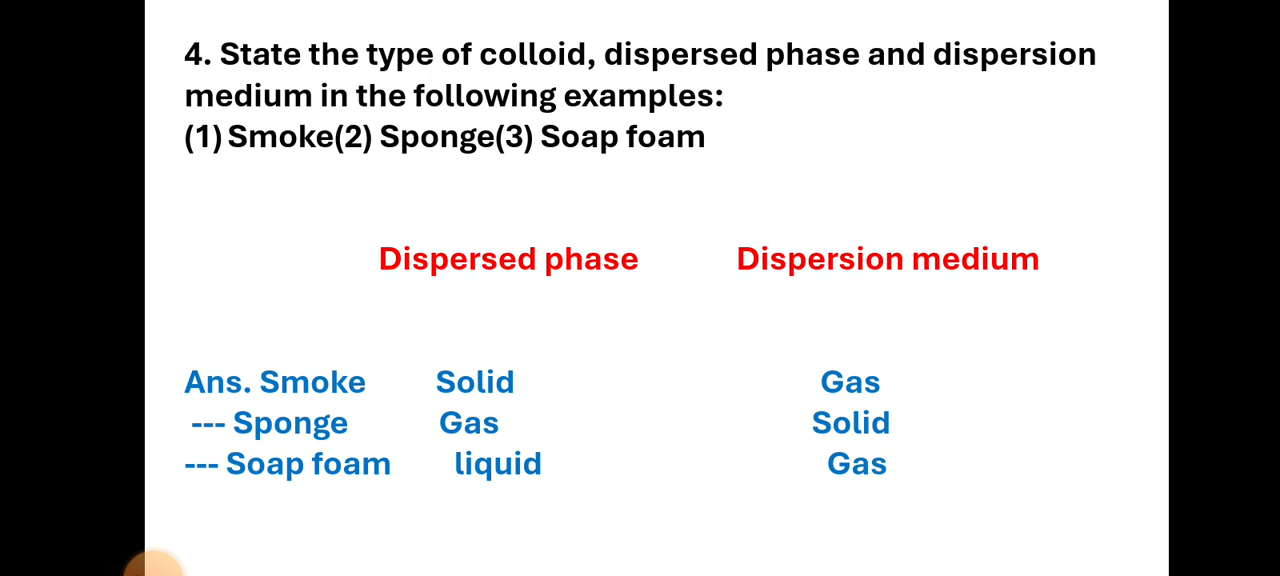 4. State the type of colloid, dispersed phase and dispersion
medium in the following examples:
(1) Smoke(2) Sponge(3) Soap foam
Dispersed phase Dispersion medium
Ans. Smoke Solid Gas
--- Sponge Gas Solid
--- Soap foam liquid Gas